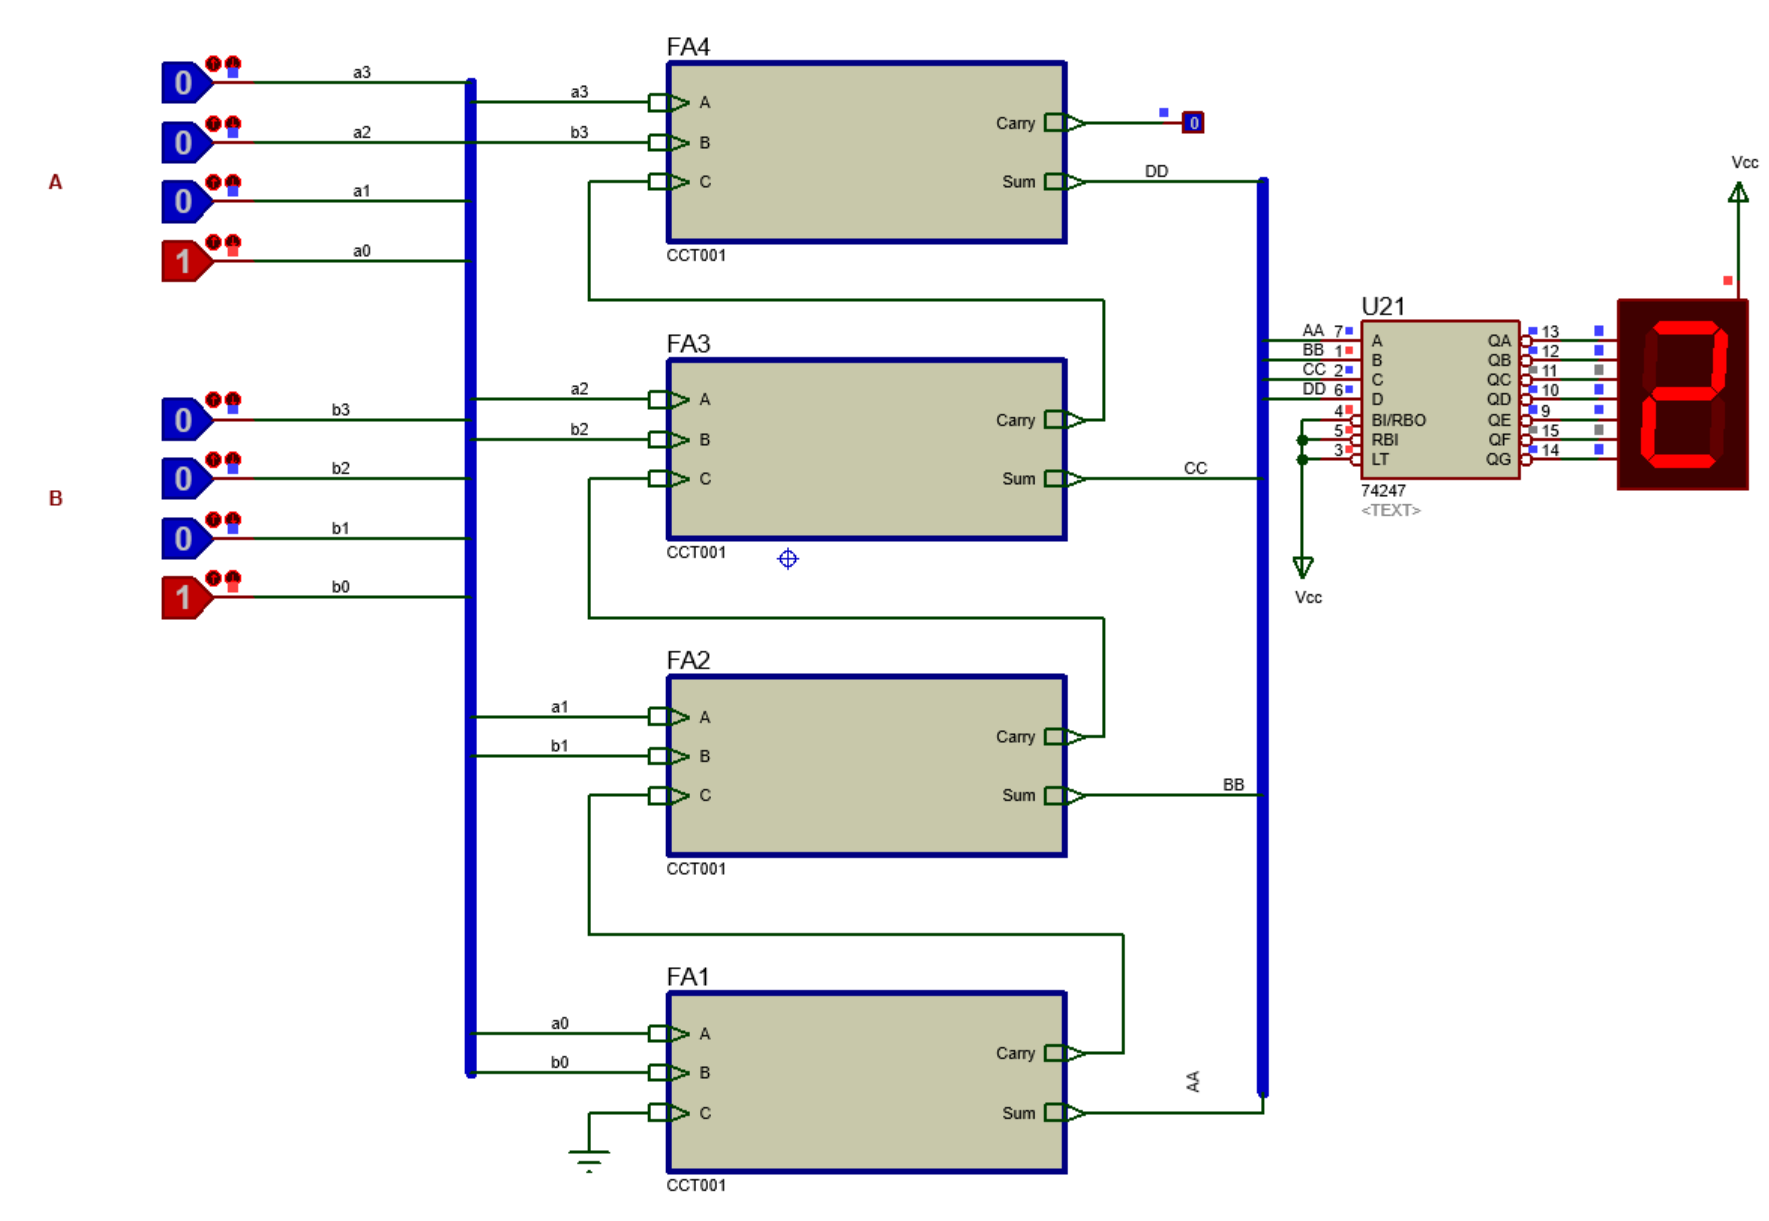 FA4
0 a3
a3 A
Carry 0
0 a2
b3 B
Vcc
A
C
Sum DD
0 a1
1 a0
CCT001
U21
FA3
AA 7 A QA 13
BB 1 B QB 12
CC 2 C QC 11
DD 6 D QD 10
4 BI/RBO QE 9
5 RBI QF 15
3 LT QG 14
2
74247
<TEXT>
Vcc
a2 A
0 b3
Carry
b2 B
0 b2
C
Sum CC
B
0 b1
CCT001
1 b0
FA2
a1 A
Carry
b1 B
C
Sum BB
CCT001
FA1
a0 A
Carry
b0 B
AA
C
Sum
CCT001